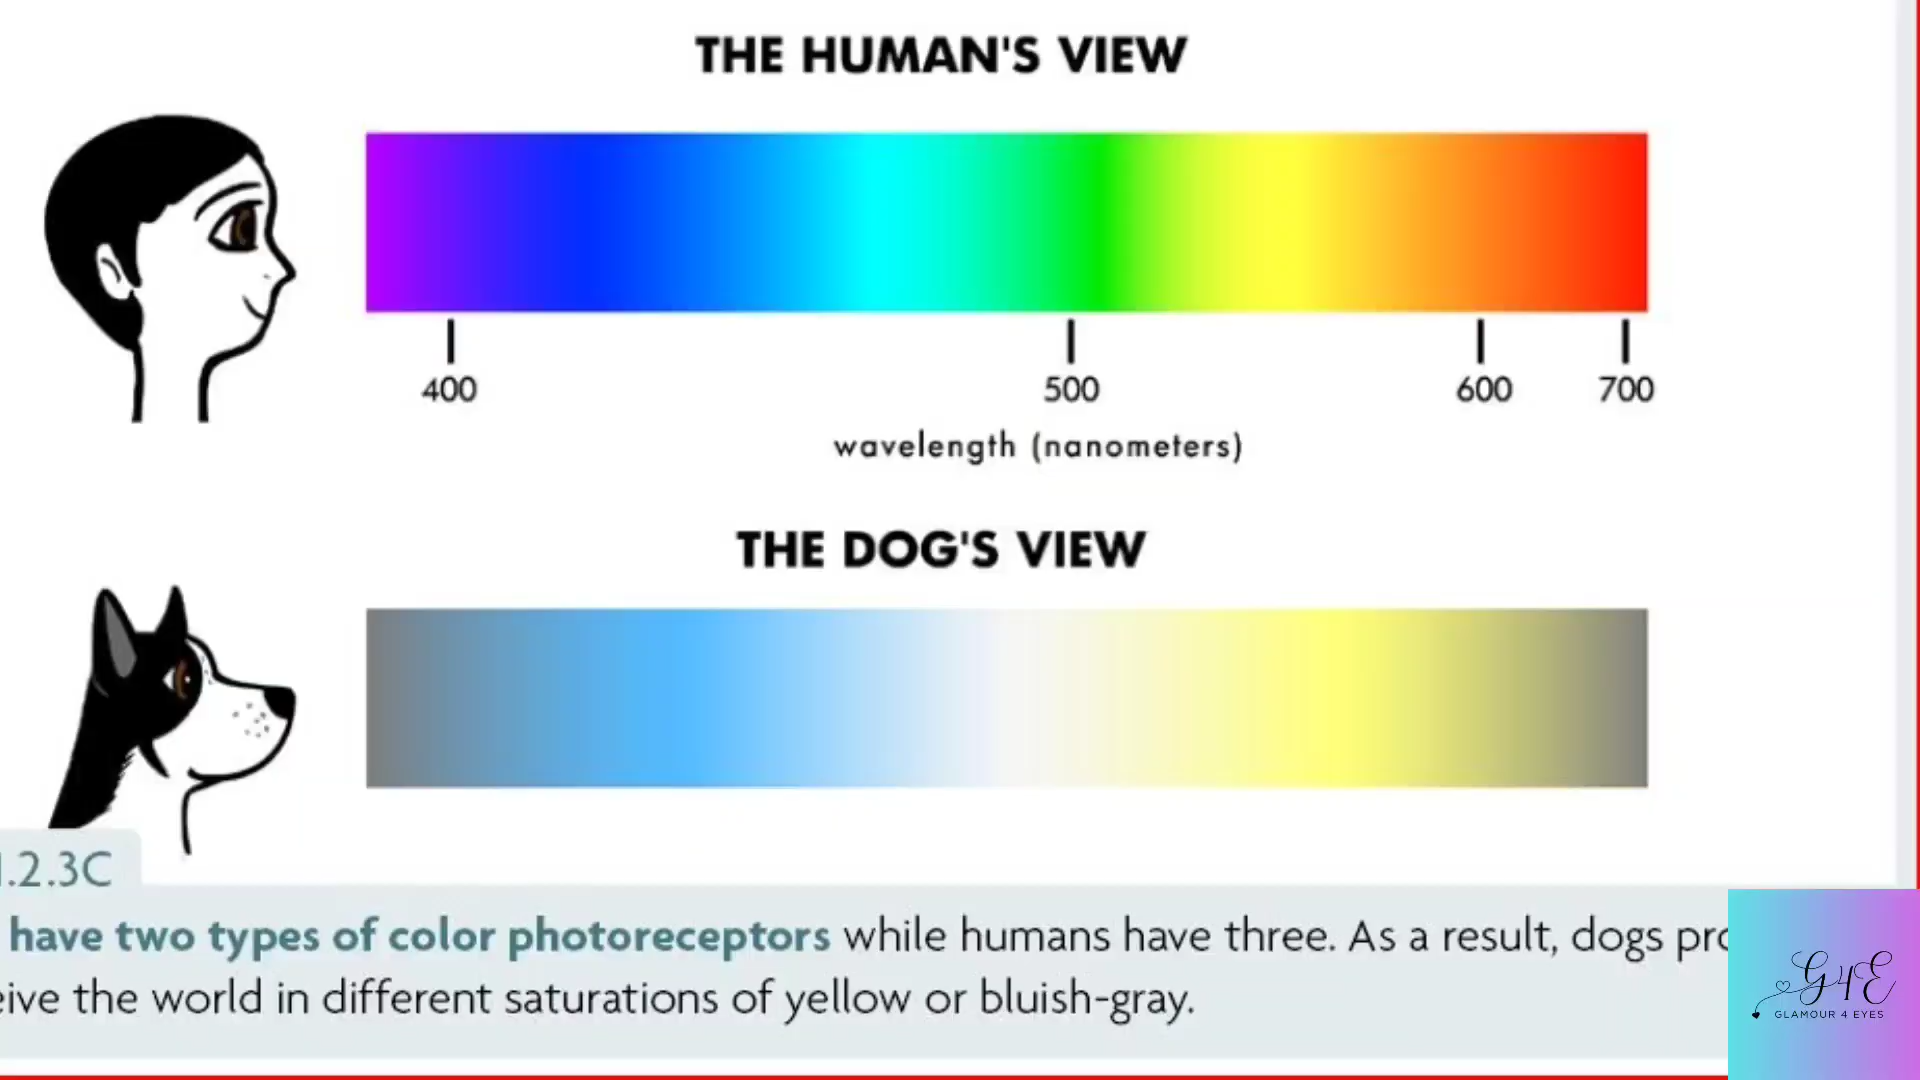 THE HUMAN'S VIEW
400 500 600 700
wavelength (nanometers)
THE DOG'S VIEW
.2.3C
have two types of color photoreceptors while humans have three. As a result, dogs pro
eive the world in different saturations of yellow or bluish-gray.
G4E
GLAMOUR 4 EYES